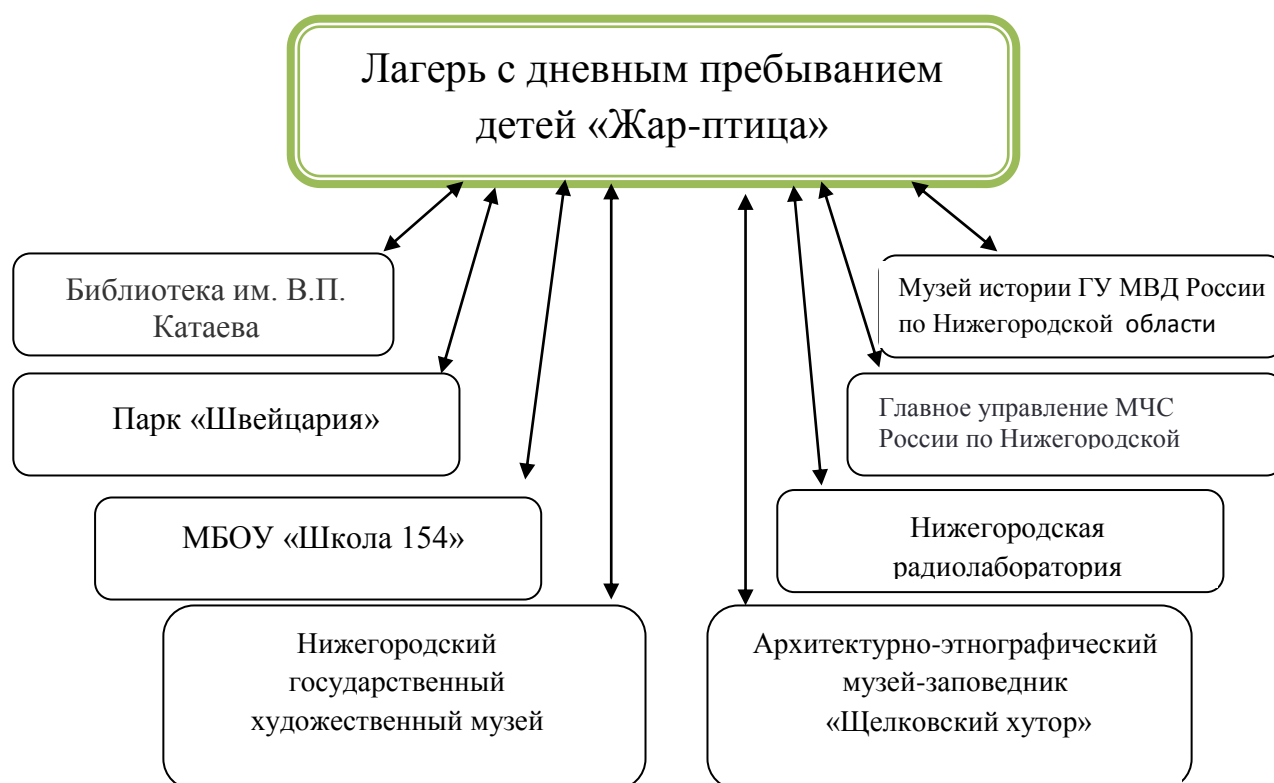 Лагерь с дневным пребыванием
детей «Жар-птица»
Библиотека им. В.П.
Катаева
Музей истории ГУ МВД России
по Нижегородской области
Парк «Швейцария»
Главное управление МЧС
России по Нижегородской
МБОУ «Школа 154»
Нижегородская
радиолаборатория
Нижегородский
государственный
художественный музей
Архитектурно-этнографический
музей-заповедник
«Щелковский хутор»